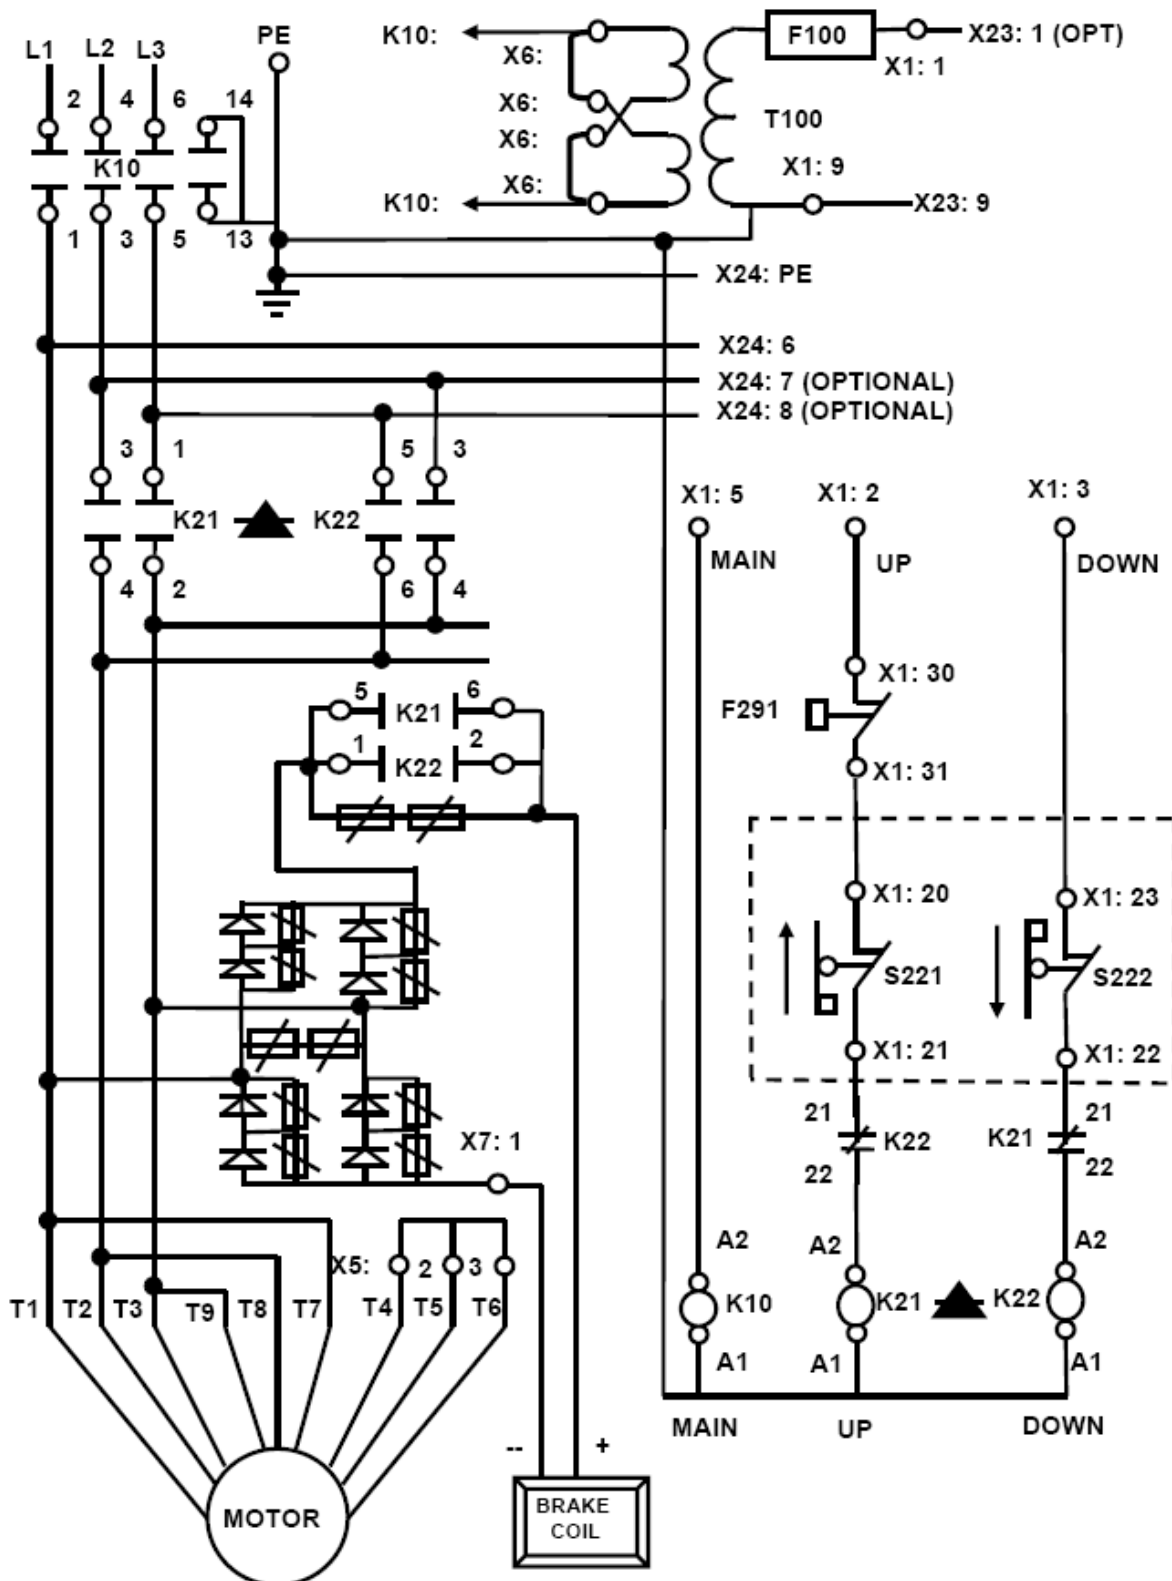 L1 L2 L3 PE
2 4 6 14
K10
1 3 5 13
K10: X6:
X6:
X6:
K10: X6:
F100
X1: 1
X23: 1 (OPT)
T100
X1: 9
X23: 9
X24: PE
X24: 6
X24: 7 (OPTIONAL)
X24: 8 (OPTIONAL)
3 1 5 3
K21 K22
4 2 6 4
5 K21 6
1 K22 2
X7: 1
X5: 2 3
T1 T2 T3 T9 T8 T7 T4 T5 T6
MOTOR
-- +
BRAKE
COIL
X1: 5 X1: 2 X1: 3
MAIN UP DOWN
X1: 30
F291
X1: 31
X1: 20 X1: 23
S221 S222
X1: 21 X1: 22
21 21
K22 K21
22 22
A2 A2 A2
K10 K21 K22
A1 A1 A1
MAIN UP DOWN